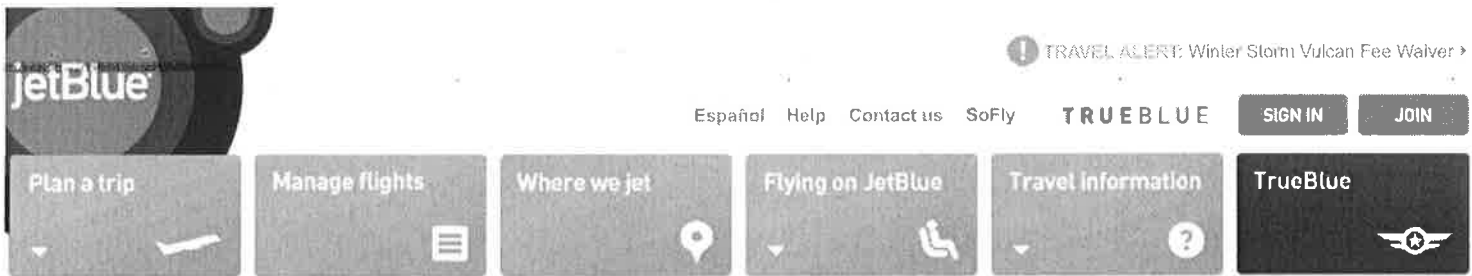 TRAVEL ALERT: Winter Storm Vulcan Fee Waiver
jetBlue
Español Help Contact us SoFly TRUEBLUE SIGN IN JOIN
Plan a trip Manage flights Where we jet Flying on JetBlue Travel information TrueBlue